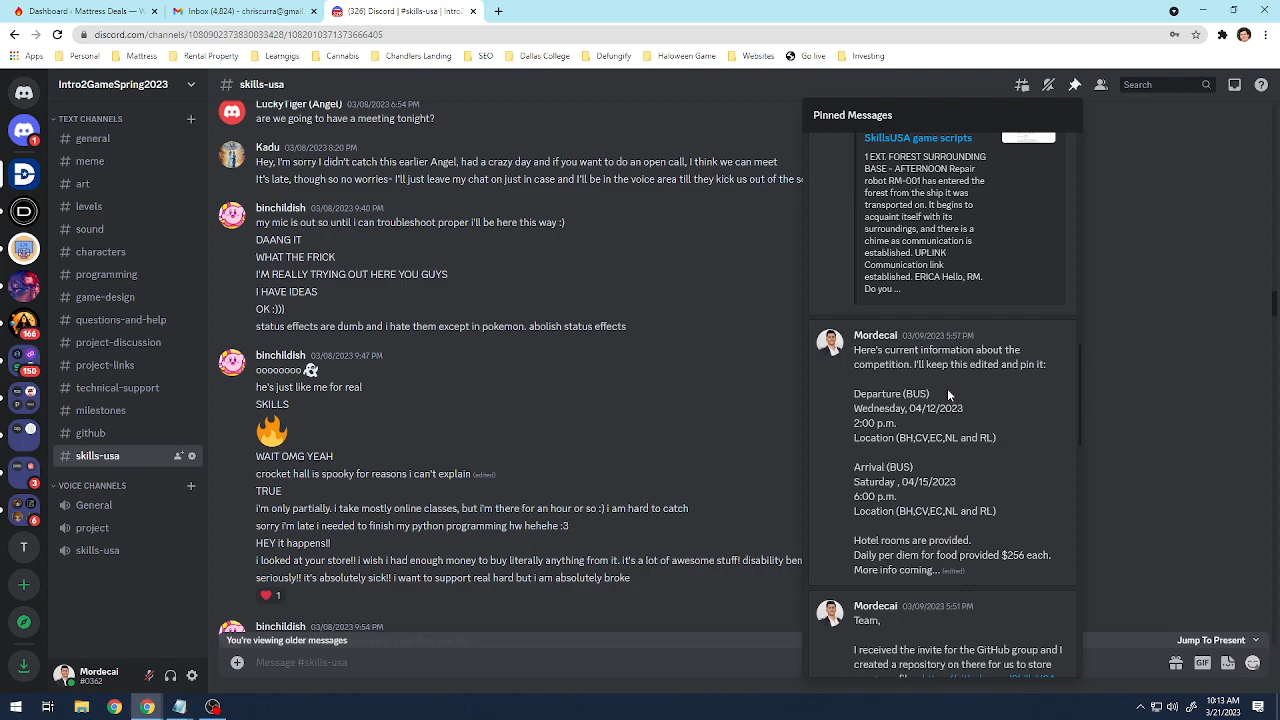 Dashboard ‹ Mattress Deals — W
Inbox (4,824) - chriscurra@gmail.
(326) Discord | #skills-usa | Intro
discord.com/channels/1080902373830033428/1082010371373666405
Apps
Personal
Mattress
Rental Property
Leargigs
Cannabis
Chandlers Landing
SEO
Dallas College
Defungify
Halloween Game
Websites
Go live
Investing
Intro2GameSpring2023
# skills-usa
Search
TEXT CHANNELS
# general
# meme
# art
# levels
# sound
# characters
# programming
# game-design
# questions-and-help
# project-discussion
# project-links
# technical-support
# milestones
# github
# skills-usa
VOICE CHANNELS
General
project
skills-usa
1
166
150
3
6
T
Mordecai
LuckyTiger (Angel) 03/08/2023 6:54 PM
are we going to have a meeting tonight?
Kadu 03/08/2023 8:20 PM
Hey, I'm sorry I didn't catch this earlier Angel, had a crazy day and if you want to do an open call, I think we can meet
It's late, though so no worries- I'll just leave my chat on just in case and I'll be in the voice area till they kick us out of the s
binchildish 03/08/2023 9:40 PM
my mic is out so until i can troubleshoot proper i'll be here this way :}
DAANG IT
WHAT THE FRICK
I'M REALLY TRYING OUT HERE YOU GUYS
I HAVE IDEAS
OK :)))
status effects are dumb and i hate them except in pokemon. abolish status effects
binchildish 03/08/2023 9:47 PM
oooooooo
he's just like me for real
SKILLS
WAIT OMG YEAH
crocket hall is spooky for reasons i can't explain (edited)
TRUE
i'm only partially. i take mostly online classes, but i'm there for an hour or so :) i am hard to catch
sorry i'm late i needed to finish my python programming hw hehehe :3
HEY it happens!!
i looked at your store!! i wish i had enough money to buy literally anything from it. it's a lot of awesome stuff! disability ben
seriously!! it's absolutely sick!! i want to support real hard but i am absolutely broke
1
binchildish 03/08/2023 9:54 PM
You're viewing older messages
Jump To Present
Message #skills-usa
GIF
Pinned Messages
SkillsUSA game scripts
1 EXT. FOREST SURROUNDING
BASE - AFTERNOON Repair
robot RM-001 has entered the
forest from the ship it was
transported on. It begins to
acquaint itself with its
surroundings, and there is a
chime as communication is
established. UPLINK
Communication link
established. ERICA Hello, RM.
Do you ...
Mordecai 03/09/2023 5:57 PM
Here's current information about the
competition. I'll keep this edited and pin it:
Departure (BUS)
Wednesday, 04/12/2023
2:00 p.m.
Location (BH,CV,EC,NL and RL)
Arrival (BUS)
Saturday , 04/15/2023
6:00 p.m.
Location (BH,CV,EC,NL and RL)
Hotel rooms are provided.
Daily per diem for food provided $256 each.
More info coming... (edited)
Mordecai 03/09/2023 5:51 PM
Team,
I received the invite for the GitHub group and I
created a repository on there for us to store
10:13 AM
3/21/2023